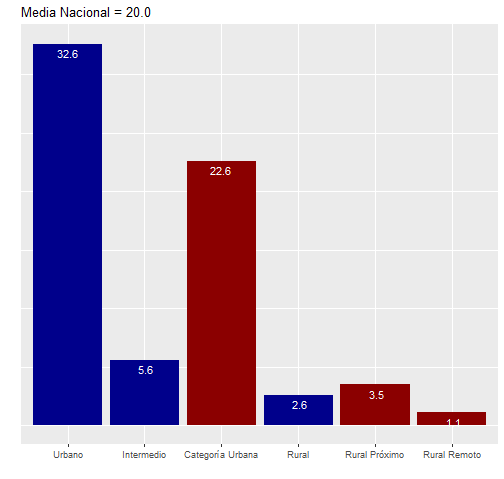 Media Nacional = 20.0
32.6
5.6
22.6
2.6
3.5
1.1
Urbano
Intermedio
Categoría Urbana
Rural
Rural Próximo
Rural Remoto